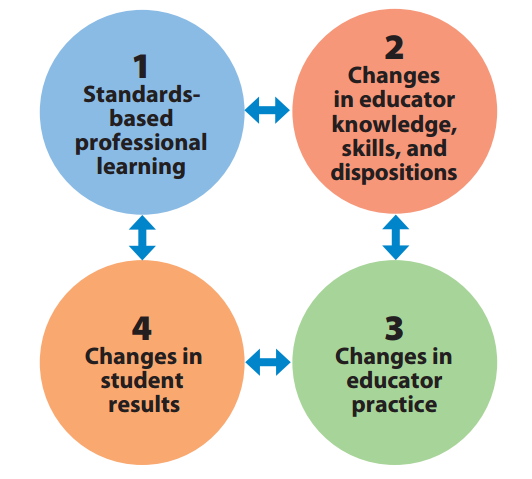 1
Standards-
based
professional
learning
2
Changes
in educator
knowledge,
skills, and
dispositions
4
Changes in
student
results
3
Changes in
educator
practice